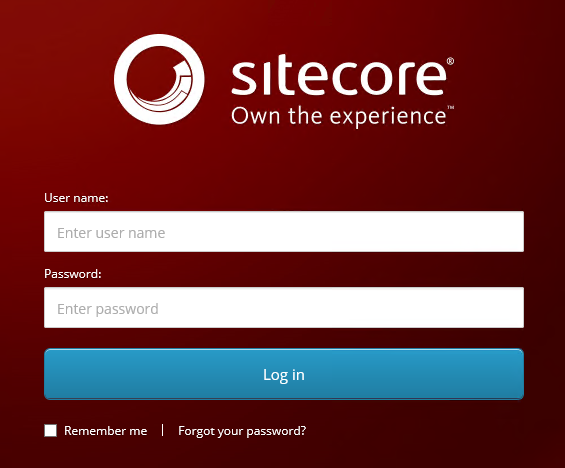 sitecore®
Own the experience™
User name:
Enter user name
Password:
Enter password
Log in
Remember me | Forgot your password?